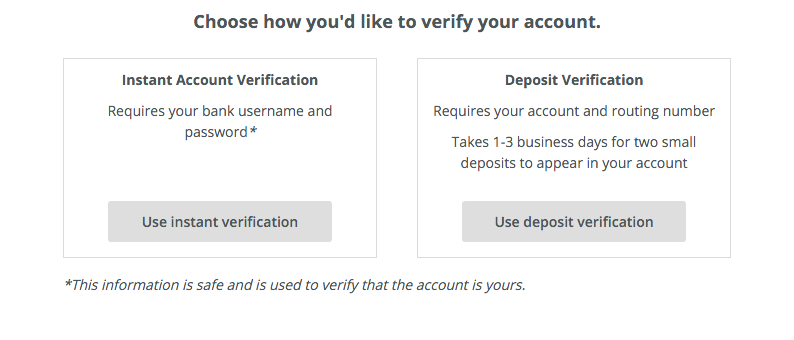 Choose how you'd like to verify your account.
Instant Account Verification
Requires your bank username and
password*
Use instant verification
Deposit Verification
Requires your account and routing number
Takes 1-3 business days for two small
deposits to appear in your account
Use deposit verification
*This information is safe and is used to verify that the account is yours.